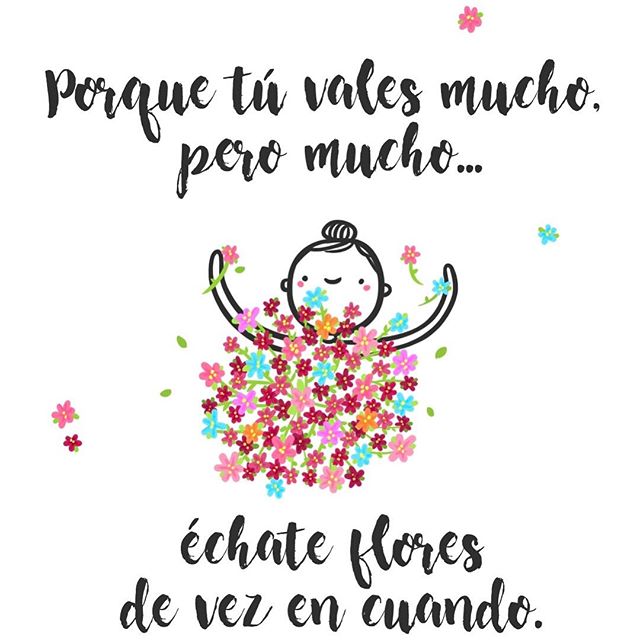 Porque tú vales mucho,
pero mucho...
échate flores
de vez en cuando.